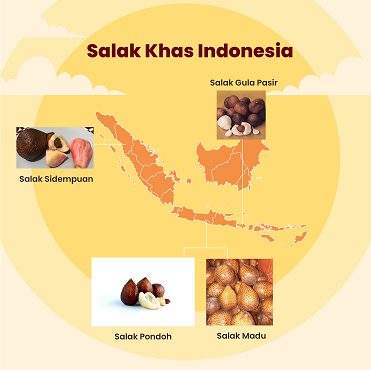 Salak Khas Indonesia
Salak Gula Pasir
Salak Sidempuan
Salak Pondoh
Salak Madu